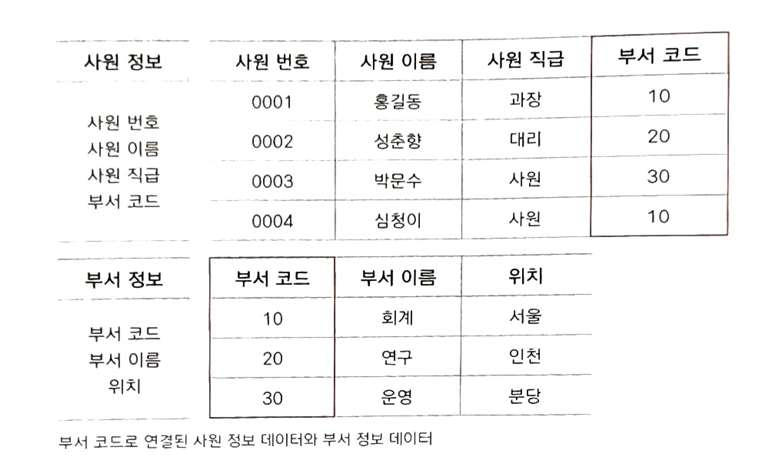 사원 정보 사원 번호 사원 이름 사원 직급 부서 코드
사원 번호
사원 이름
사원 직급
부서 코드
0001 홍길동 과장 10
0002 성춘향 대리 20
0003 박문수 사원 30
0004 심청이 사원 10
부서 정보 부서 코드 부서 이름 위치
부서 코드
부서 이름
위치
10 회계 서울
20 연구 인천
30 운영 분당
부서 코드로 연결된 사원 정보 데이터와 부서 정보 데이터